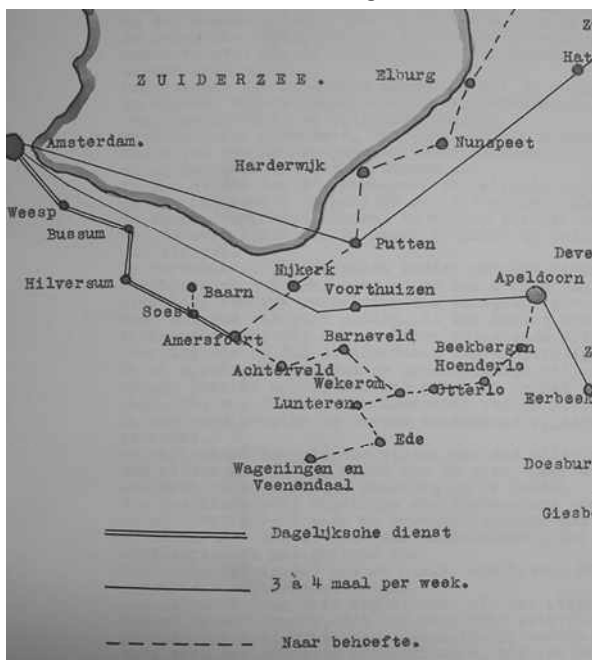 Z
Hat
ZUIDERZEE.
Elburg
Amsterdam.
Nunspeet
Harderwijk
Weesp
Bussum
Putten
Deve
Hilversum
Baarn
Nijkerk
Voorthuizen
Apeldoorn
Soest
Amersfoort
Barneveld
Beekbergen
Z
Achterveld
Hoenderlo
Wekerom
Otterlo
Eerbeek
Lunteren
Ede
Wageningen en
Veenendaal
Doesbur
Giesb
Dagelijksche dienst
3 à 4 maal per week.
Naar behoefte.